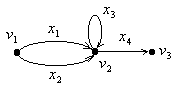 x₃
x₁
x₄
v₁
v₂
v₃
x₂